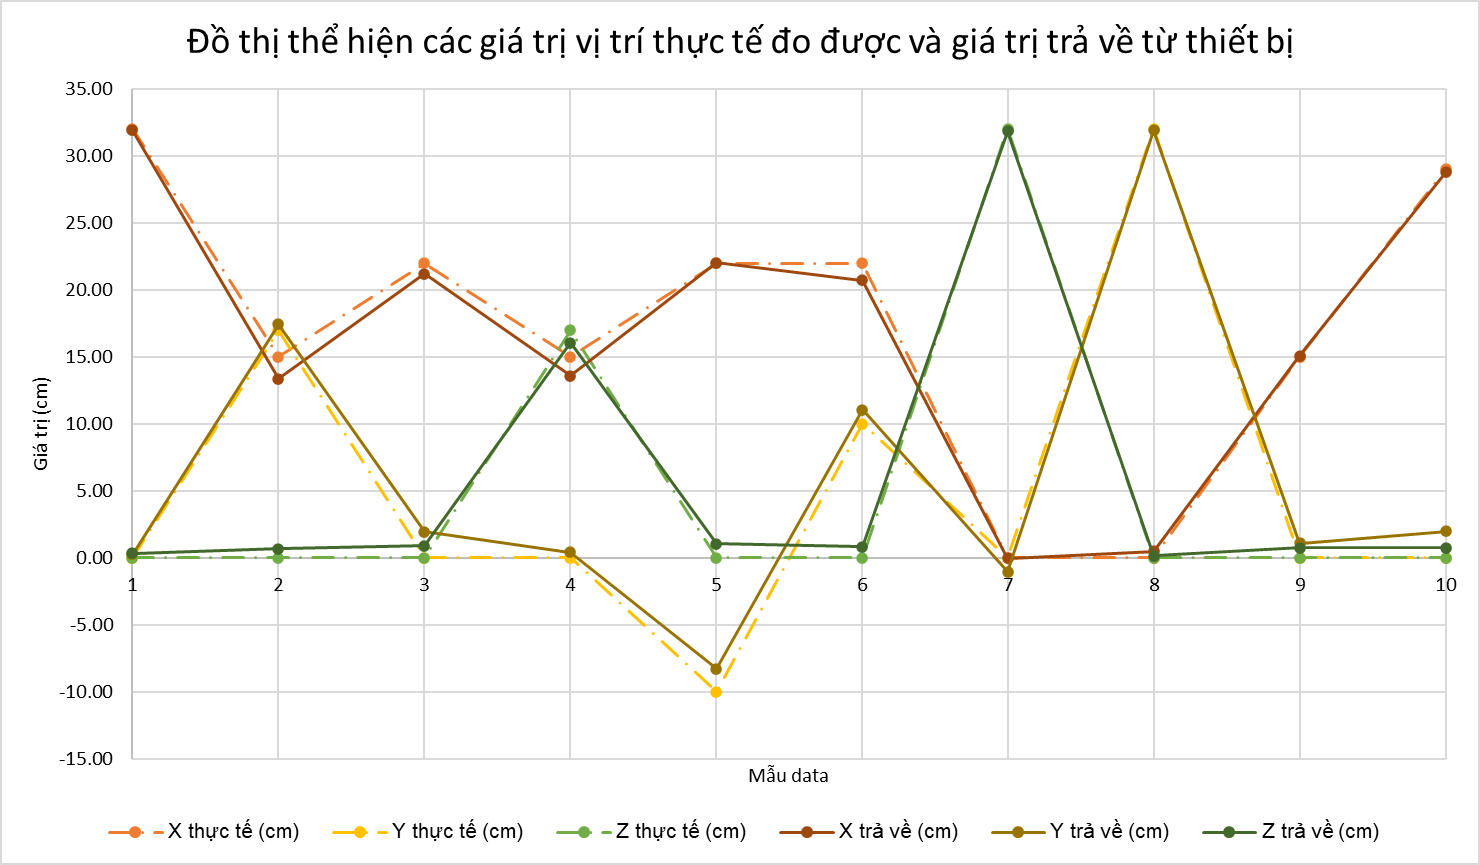 Đồ thị thể hiện các giá trị vị trí thực tế đo được và giá trị trả về từ thiết bị
35.00
30.00
25.00
20.00
15.00
10.00
5.00
0.00
-5.00
-10.00
-15.00
Giá trị (cm)
1 2 3 4 5 6 7 8 9 10
Mẫu data
X thực tế (cm) Y thực tế (cm) Z thực tế (cm) X trả về (cm) Y trả về (cm) Z trả về (cm)